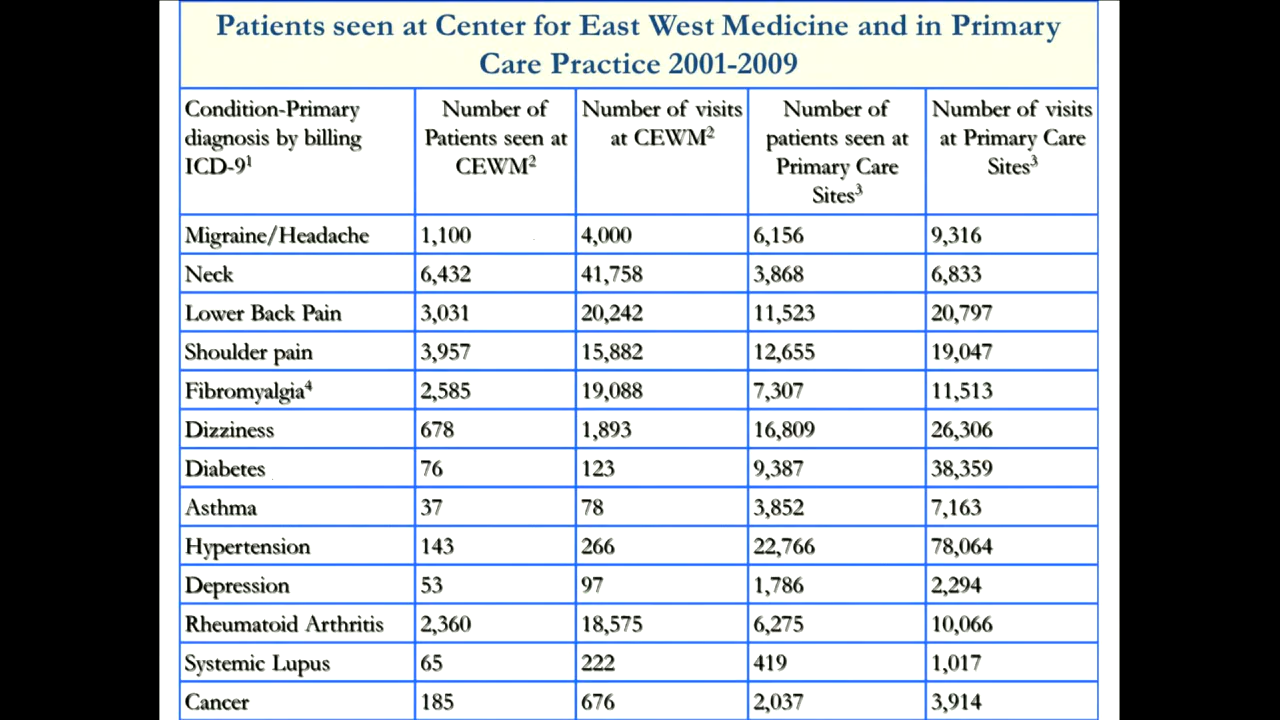 Patients seen at Center for East West Medicine and in Primary
Care Practice 2001-2009
Condition-Primary diagnosis by billing ICD-9¹ Number of Patients seen at CEWM² Number of visits at CEWM² Number of patients seen at Primary Care Sites³ Number of visits at Primary Care Sites³
Migraine/Headache 1,100 4,000 6,156 9,316
Neck 6,432 41,758 3,868 6,833
Lower Back Pain 3,031 20,242 11,523 20,797
Shoulder pain 3,957 15,882 12,655 19,047
Fibromyalgia⁴ 2,585 19,088 7,307 11,513
Dizziness 678 1,893 16,809 26,306
Diabetes 76 123 9,387 38,359
Asthma 37 78 3,852 7,163
Hypertension 143 266 22,766 78,064
Depression 53 97 1,786 2,294
Rheumatoid Arthritis 2,360 18,575 6,275 10,066
Systemic Lupus 65 222 419 1,017
Cancer 185 676 2,037 3,914